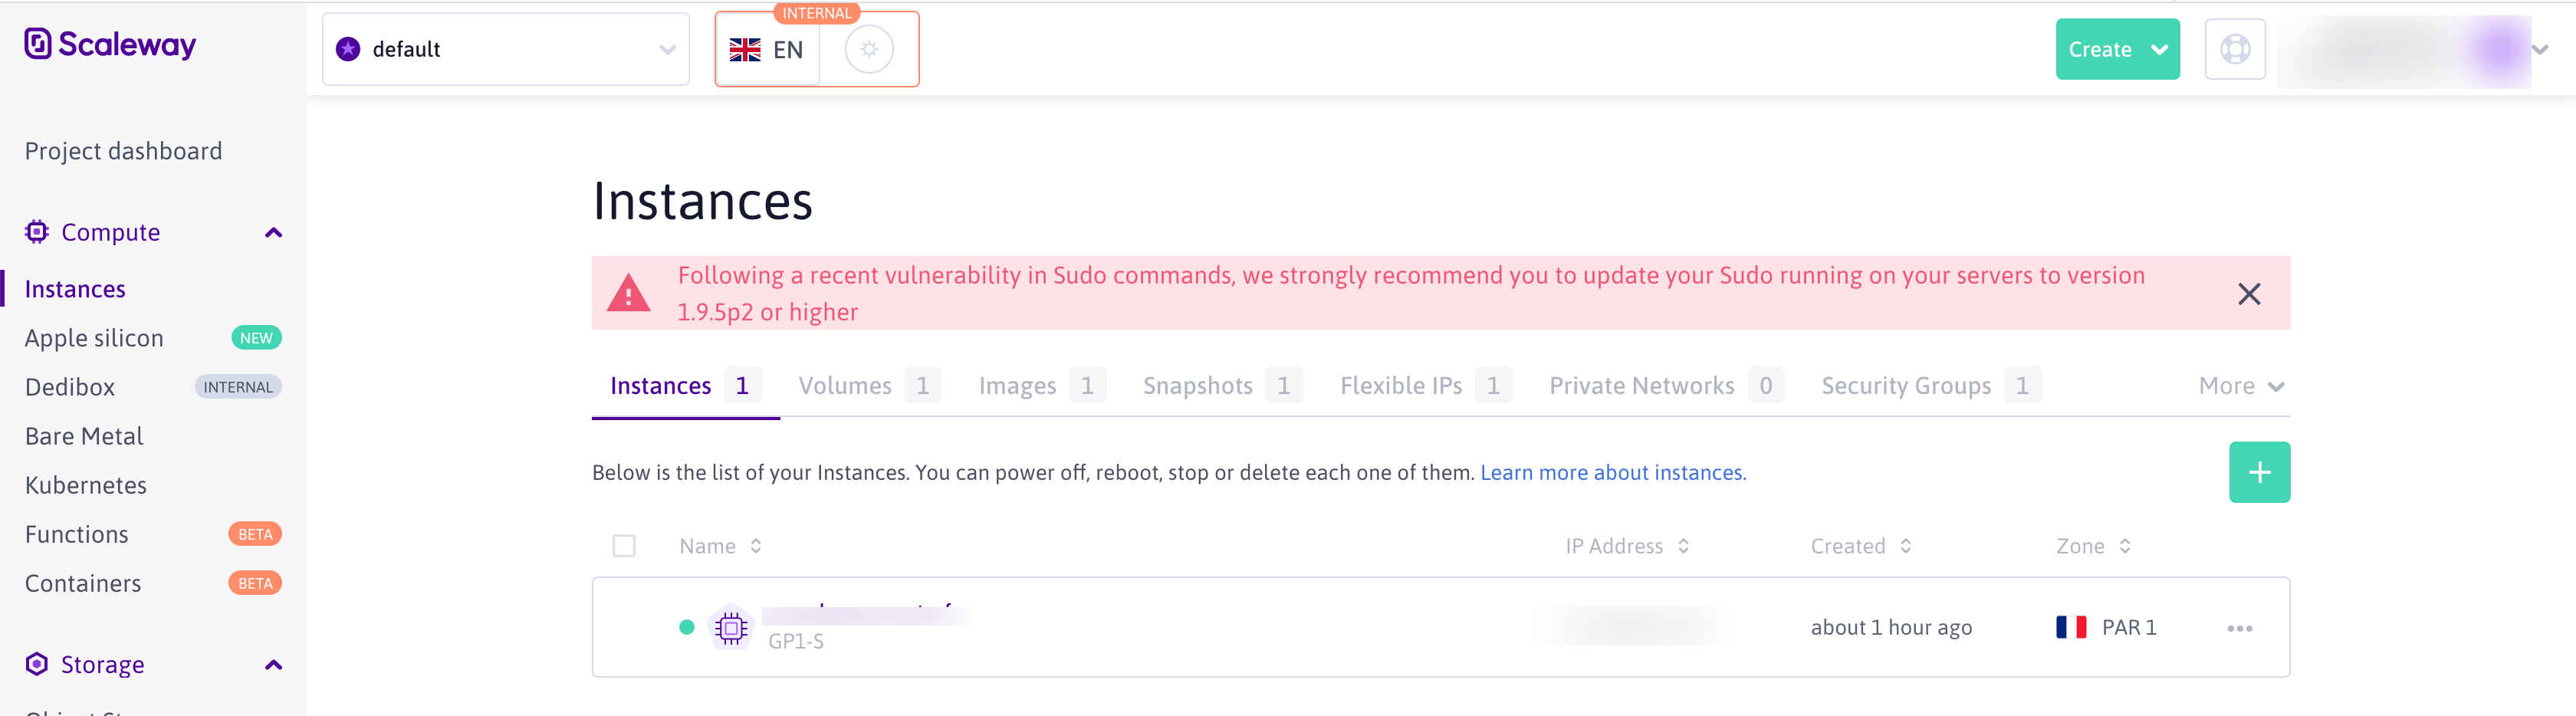 Scaleway
default
INTERNAL
EN
Create
Project dashboard
Compute
Instances
Apple silicon NEW
Dedibox INTERNAL
Bare Metal
Kubernetes
Functions BETA
Containers BETA
Storage
Instances
Following a recent vulnerability in Sudo commands, we strongly recommend you to update your Sudo running on your servers to version
1.9.5p2 or higher
Instances 1 Volumes 1 Images 1 Snapshots 1 Flexible IPs 1 Private Networks 0 Security Groups 1 More
Below is the list of your Instances. You can power off, reboot, stop or delete each one of them. Learn more about instances.
Name IP Address Created Zone
GP1-S
about 1 hour ago PAR 1